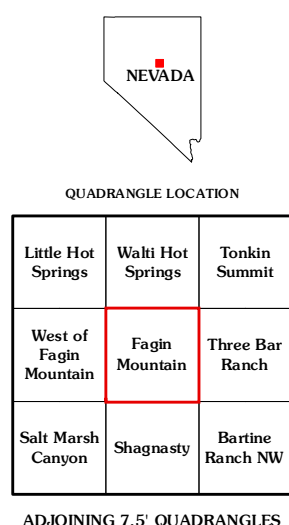 NEVADA
QUADRANGLE LOCATION
Little Hot
Springs
Walti Hot
Springs
Tonkin
Summit
West of
Fagin
Mountain
Fagin
Mountain
Three Bar
Ranch
Salt Marsh
Canyon
Shagnasty
Bartine
Ranch NW
ADJOINING 7.5' QUADRANGLES